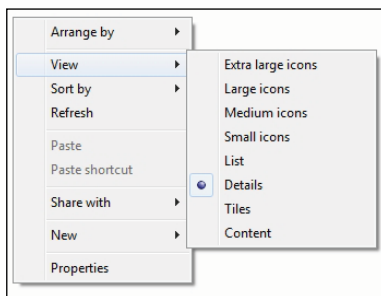 Arrange by
View
Sort by
Refresh
Paste
Paste shortcut
Share with
New
Properties
Extra large icons
Large icons
Medium icons
Small icons
List
Details
Tiles
Content